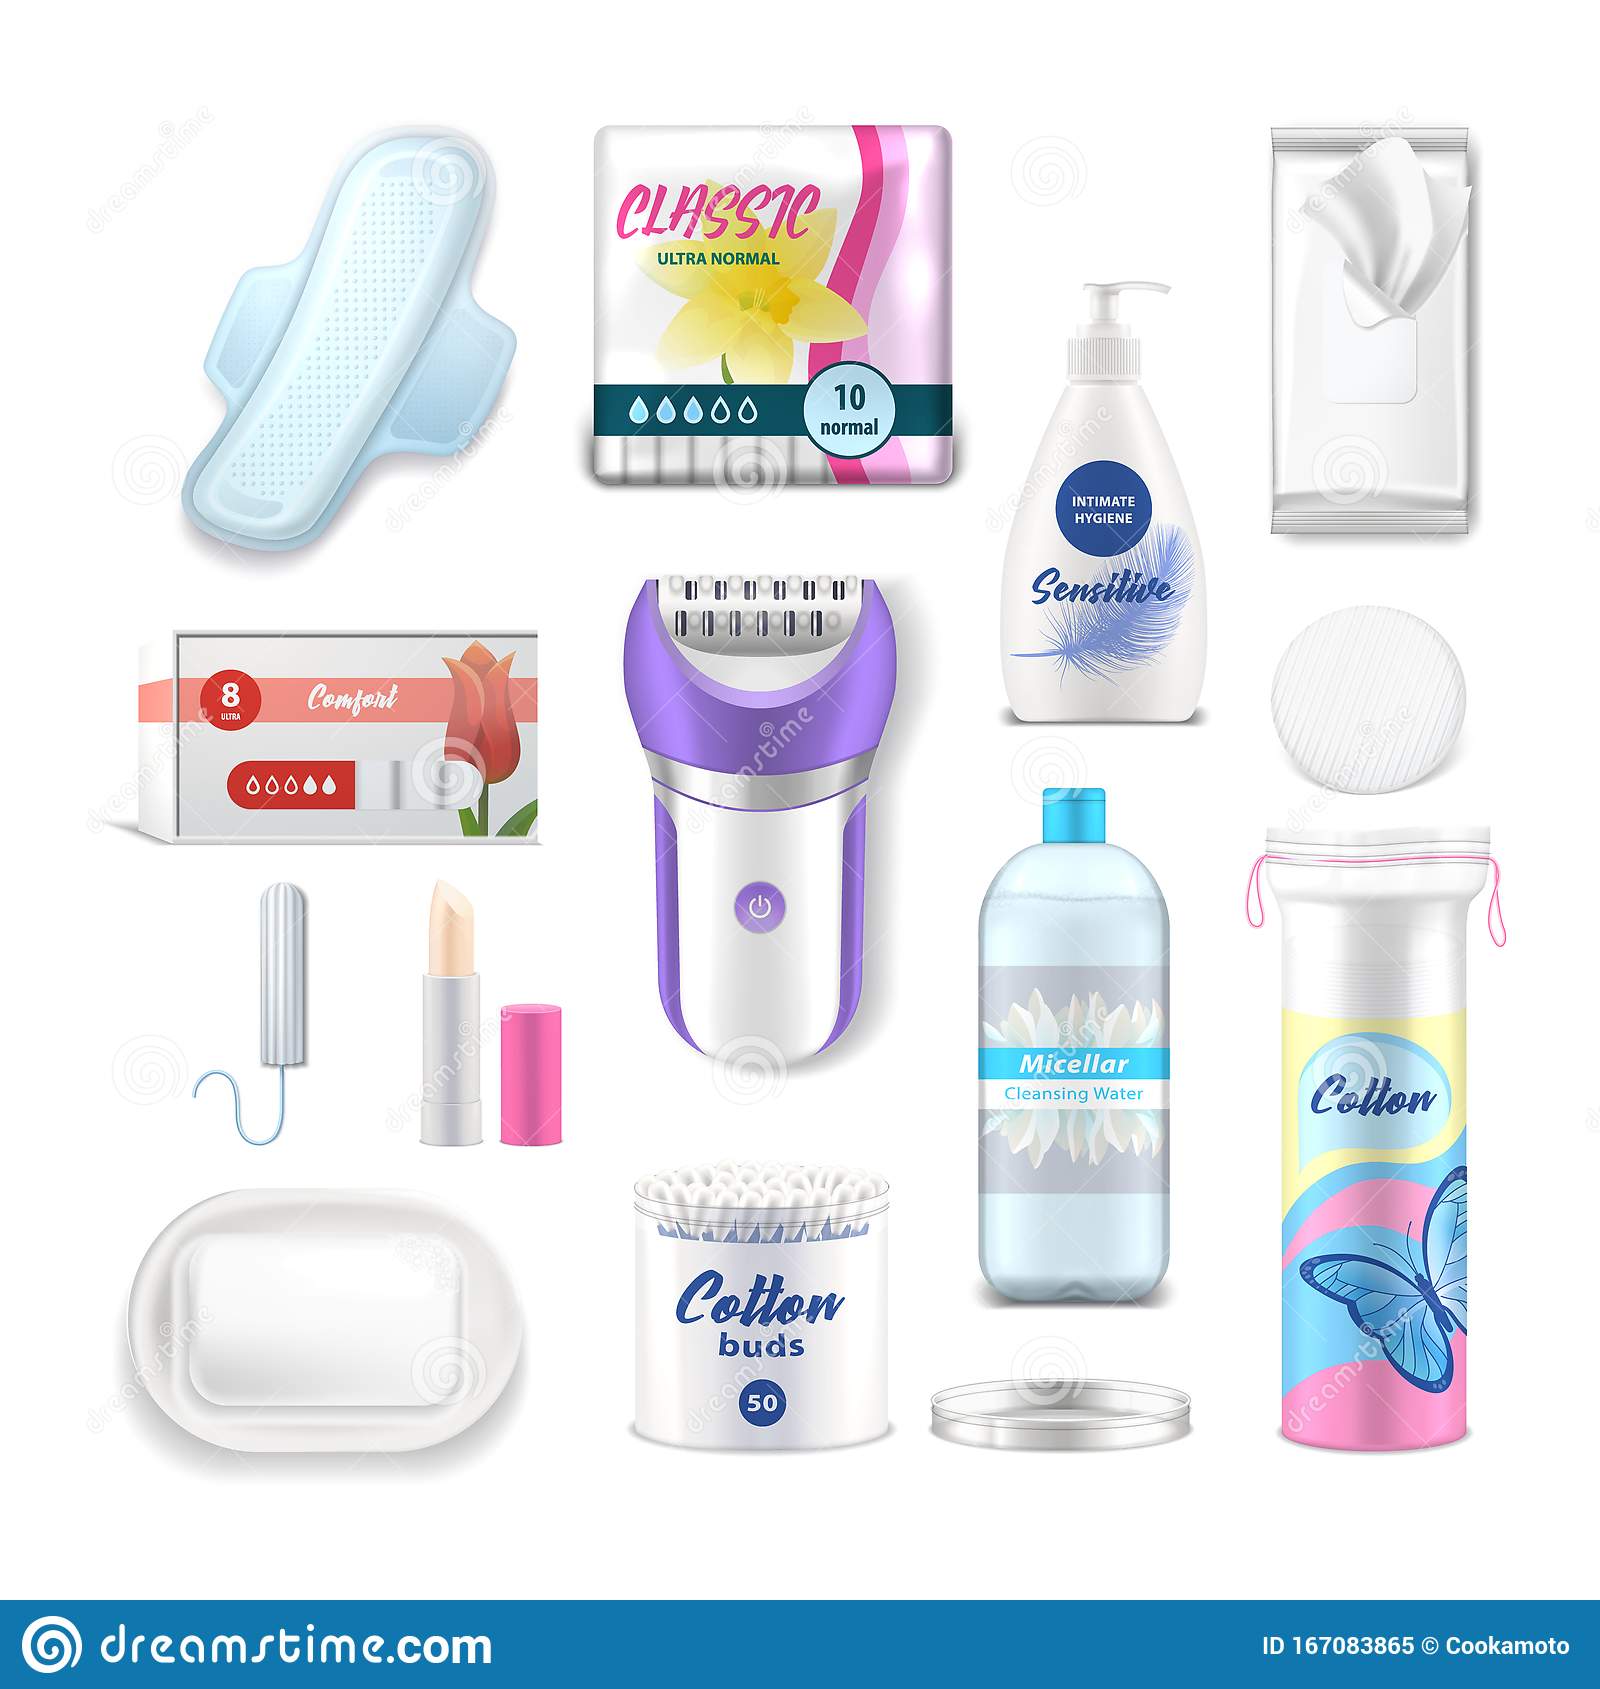 CLASSIC
ULTRA NORMAL
10
normal
INTIMATE
HYGIENE
Sensitive
8
ULTRA
Comfort
Micellar
Cleansing Water
Cotton
Cotton
buds
50
dreamstime
dreamstime.com
ID 167083865 © Cookamoto